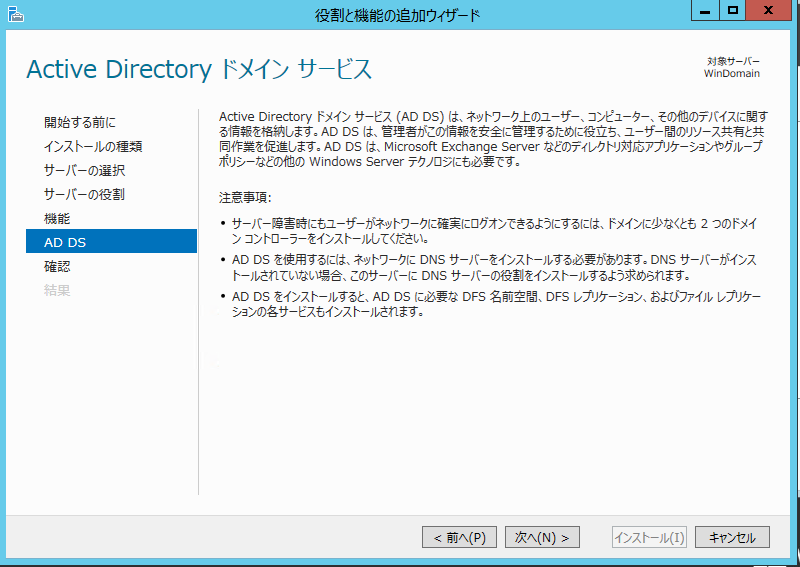 役割と機能の追加ウィザード
Active Directory ドメイン サービス
対象サーバー
WinDomain
開始する前に
インストールの種類
サーバーの選択
サーバーの役割
機能
AD DS
確認
結果
Active Directory ドメイン サービス (AD DS) は、ネットワーク上のユーザー、コンピューター、その他のデバイスに関す
る情報を格納します。AD DS は、管理者がこの情報を安全に管理するために役立ち、ユーザー間のリソース共有と共
同作業を促進します。AD DS は、Microsoft Exchange Server などのディレクトリ対応アプリケーションやグループ
ポリシーなどの他の Windows Server テクノロジにも必要です。
注意事項:
• サーバー障害時にもユーザーがネットワークに確実にログオンできるようにするには、ドメインに少なくとも 2 つのドメイ
ン コントローラーをインストールしてください。
• AD DS を使用するには、ネットワークに DNS サーバーをインストールする必要があります。DNS サーバーがインス
トールされていない場合、このサーバーに DNS サーバーの役割をインストールするよう求められます。
• AD DS をインストールすると、AD DS に必要な DFS 名前空間、DFS レプリケーション、およびファイル レプリケー
ションの各サービスもインストールされます。
< 前へ(P)
次へ(N) >
インストール(I)
キャンセル